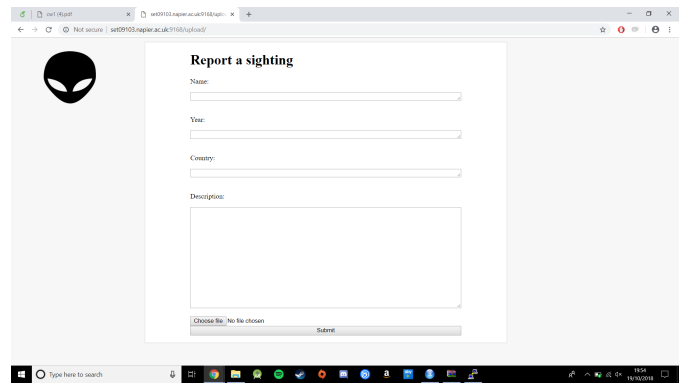 cw1 (4).pdf
set09103.napier.ac.uk:9168/uplo
Not secure | set09103.napier.ac.uk:9168/upload/
Report a sighting
Name:
Year:
Country:
Description:
Choose file No file chosen
Submit
Type here to search
19:54
19/10/2018